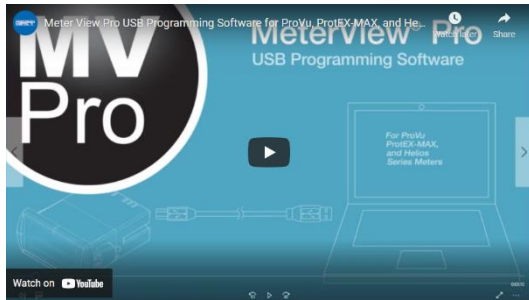 Meter View Pro USB Programming Software for ProVu, ProtEX-MAX, and He...
Watch later
Share
MV
Pro
MeterView® Pro
USB Programming Software
For ProVu
ProtEX-MAX,
and Helios
Series Meters
Watch on YouTube